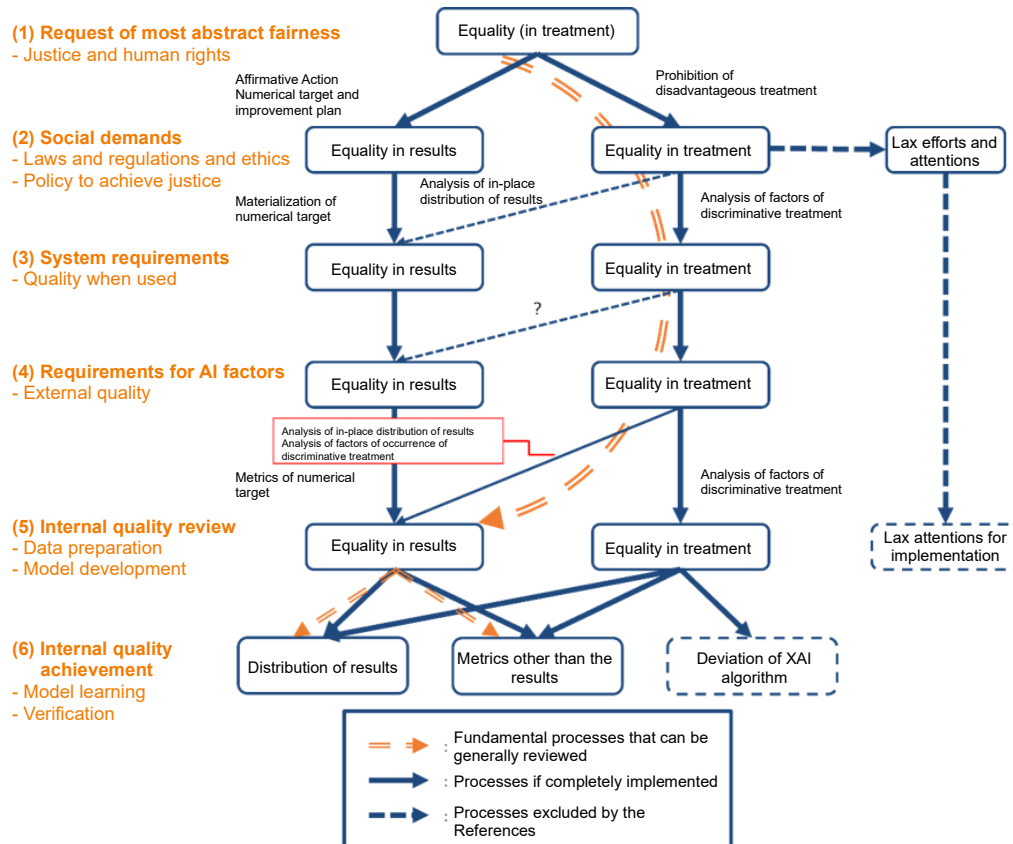 (1) Request of most abstract fairness
- Justice and human rights
Equality (in treatment)
Affirmative Action
Numerical target and
improvement plan
Prohibition of
disadvantageous treatment
(2) Social demands
- Laws and regulations and ethics
- Policy to achieve justice
Equality in results
Equality in treatment
Lax efforts and
attentions
Materialization of
numerical target
Analysis of in-place
distribution of results
Analysis of factors of
discriminative treatment
(3) System requirements
- Quality when used
Equality in results
Equality in treatment
?
(4) Requirements for AI factors
- External quality
Equality in results
Equality in treatment
Analysis of in-place distribution of results
Analysis of factors of occurrence of
discriminative treatment
Metrics of numerical
target
Analysis of factors of
discriminative treatment
(5) Internal quality review
- Data preparation
- Model development
Equality in results
Equality in treatment
Lax attentions for
implementation
(6) Internal quality
achievement
- Model learning
- Verification
Distribution of results
Metrics other than the
results
Deviation of XAI
algorithm
: Fundamental processes that can be
generally reviewed
: Processes if completely implemented
: Processes excluded by the
References